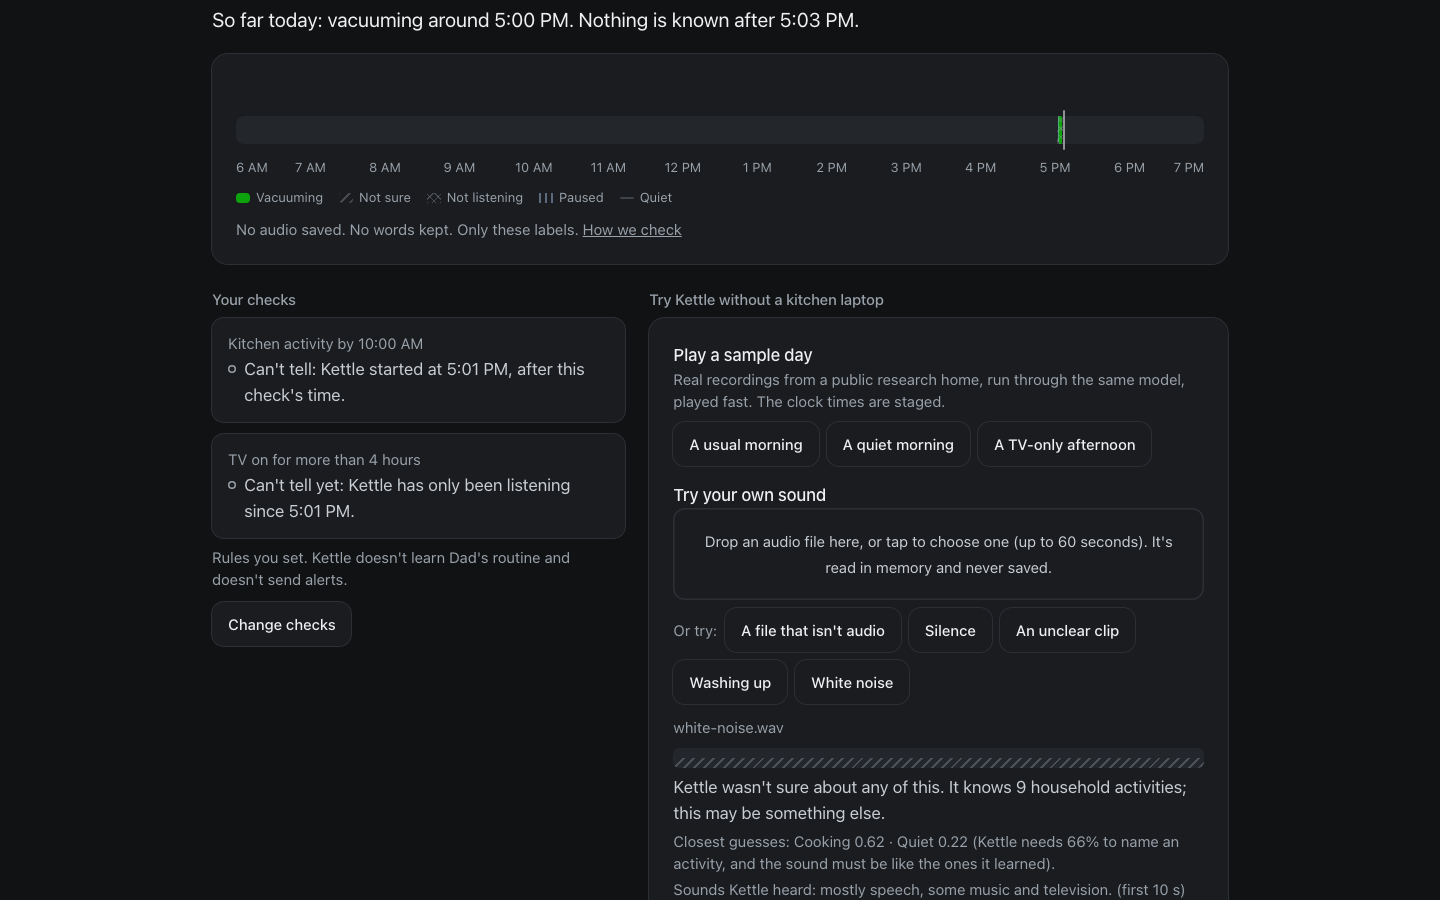 So far today: vacuuming around 5:00 PM. Nothing is known after 5:03 PM.
6 AM 7 AM 8 AM 9 AM 10 AM 11 AM 12 PM 1 PM 2 PM 3 PM 4 PM 5 PM 6 PM 7 PM
Vacuuming Not sure Not listening Paused Quiet
No audio saved. No words kept. Only these labels. How we check
Your checks
Kitchen activity by 10:00 AM
Can't tell: Kettle started at 5:01 PM, after this
check's time.
TV on for more than 4 hours
Can't tell yet: Kettle has only been listening
since 5:01 PM.
Rules you set. Kettle doesn't learn Dad's routine and
doesn't send alerts.
Change checks
Try Kettle without a kitchen laptop
Play a sample day
Real recordings from a public research home, run through the same model,
played fast. The clock times are staged.
A usual morning A quiet morning A TV-only afternoon
Try your own sound
Drop an audio file here, or tap to choose one (up to 60 seconds). It's
read in memory and never saved.
Or try: A file that isn't audio Silence An unclear clip
Washing up White noise
white-noise.wav
Kettle wasn't sure about any of this. It knows 9 household activities;
this may be something else.
Closest guesses: Cooking 0.62 · Quiet 0.22 (Kettle needs 66% to name an
activity, and the sound must be like the ones it learned).
Sounds Kettle heard: mostly speech, some music and television. (first 10 s)